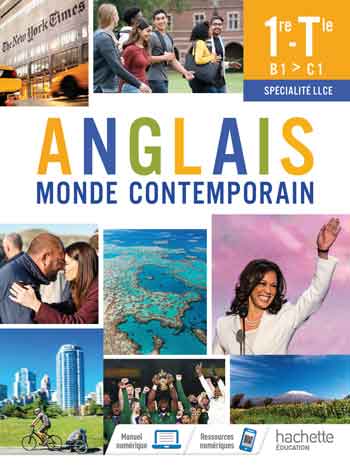 The New York Times
1re-Tle
B1 > C1
SPÉCIALITÉ LLCE
ANGLAIS
MONDE CONTEMPORAIN
Manuel
numérique
Ressources
numériques
hachette
ÉDUCATION